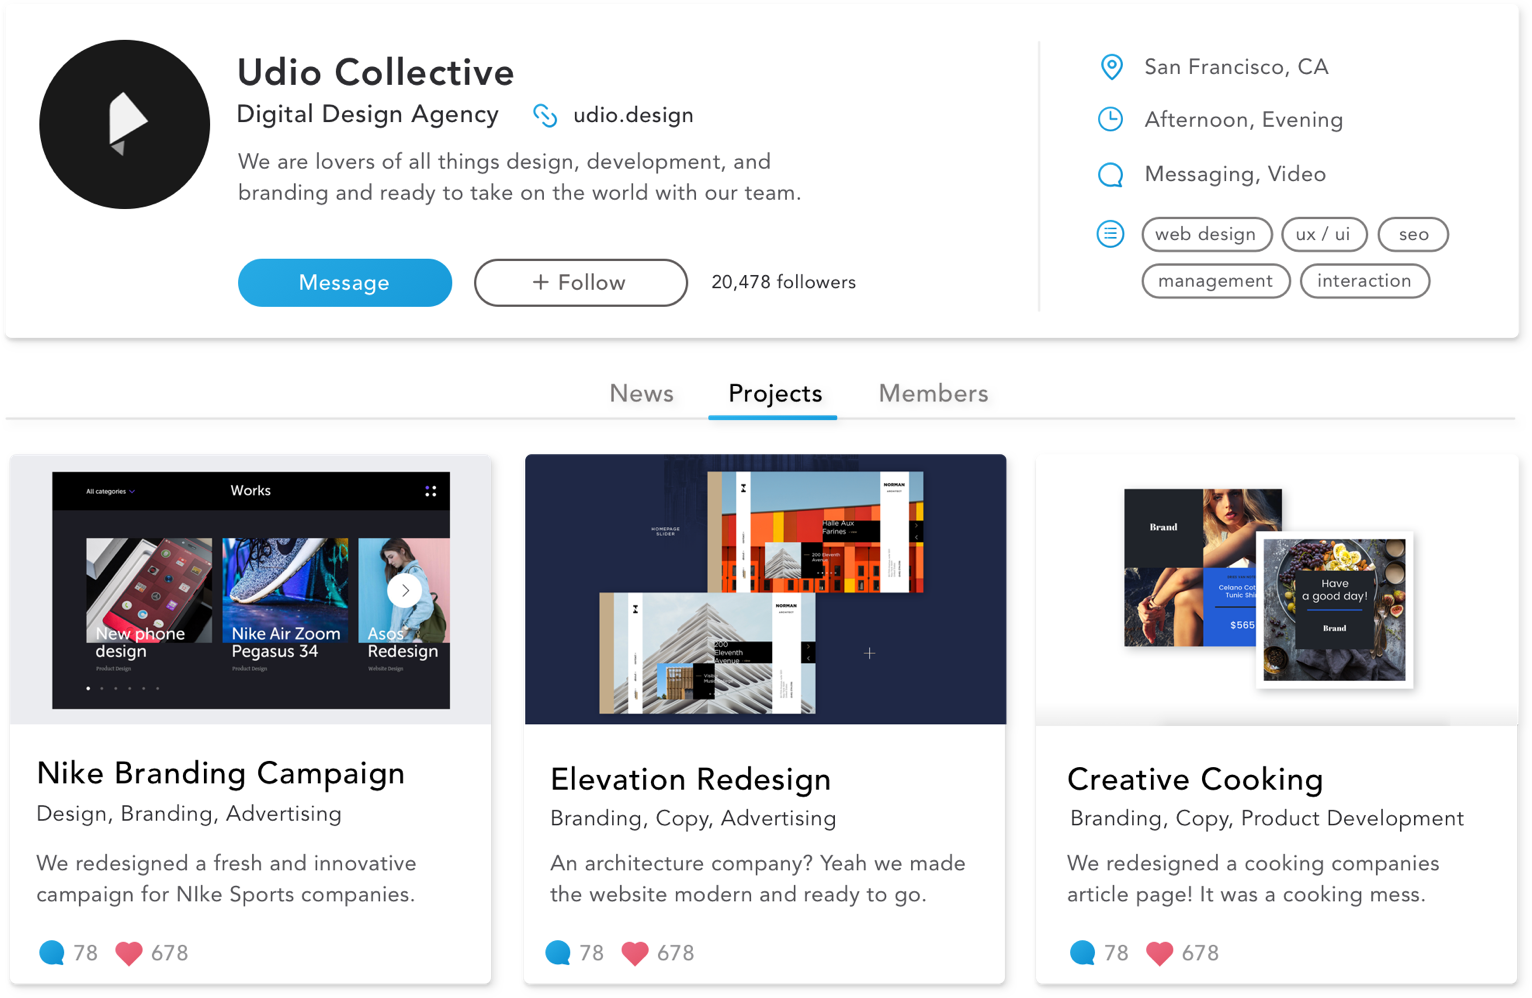 Udio Collective
Digital Design Agency
udio.design
We are lovers of all things design, development, and
branding and ready to take on the world with our team.
Message
+ Follow
20,478 followers
San Francisco, CA
Afternoon, Evening
Messaging, Video
web design
ux / ui
seo
management
interaction
News
Projects
Members
All categories
Works
New phone
design
Product Design
Nike Air Zoom
Pegasus 34
Product Design
Asos
Redesign
Website Design
Nike Branding Campaign
Design, Branding, Advertising
We redesigned a fresh and innovative
campaign for NIke Sports companies.
78
678
HOMEPAGE
SLIDER
NORMAN
Halle Aux
Farines
200 Eleventh
NORMAN
200
Eleventh
Avenue
Elevation Redesign
Branding, Copy, Advertising
An architecture company? Yeah we made
the website modern and ready to go.
78
678
Brand
Celano
Tunic
$565
Have
a good day!
Brand
Creative Cooking
Branding, Copy, Product Development
We redesigned a cooking companies
article page! It was a cooking mess.
78
678